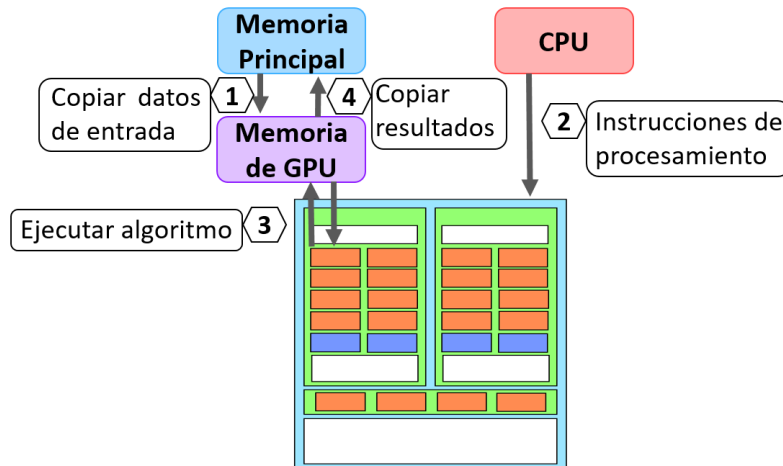 Memoria
Principal
CPU
Copiar datos
de entrada
1
4
Copiar
resultados
2
Instrucciones de
procesamiento
Memoria
de GPU
Ejecutar algoritmo
3